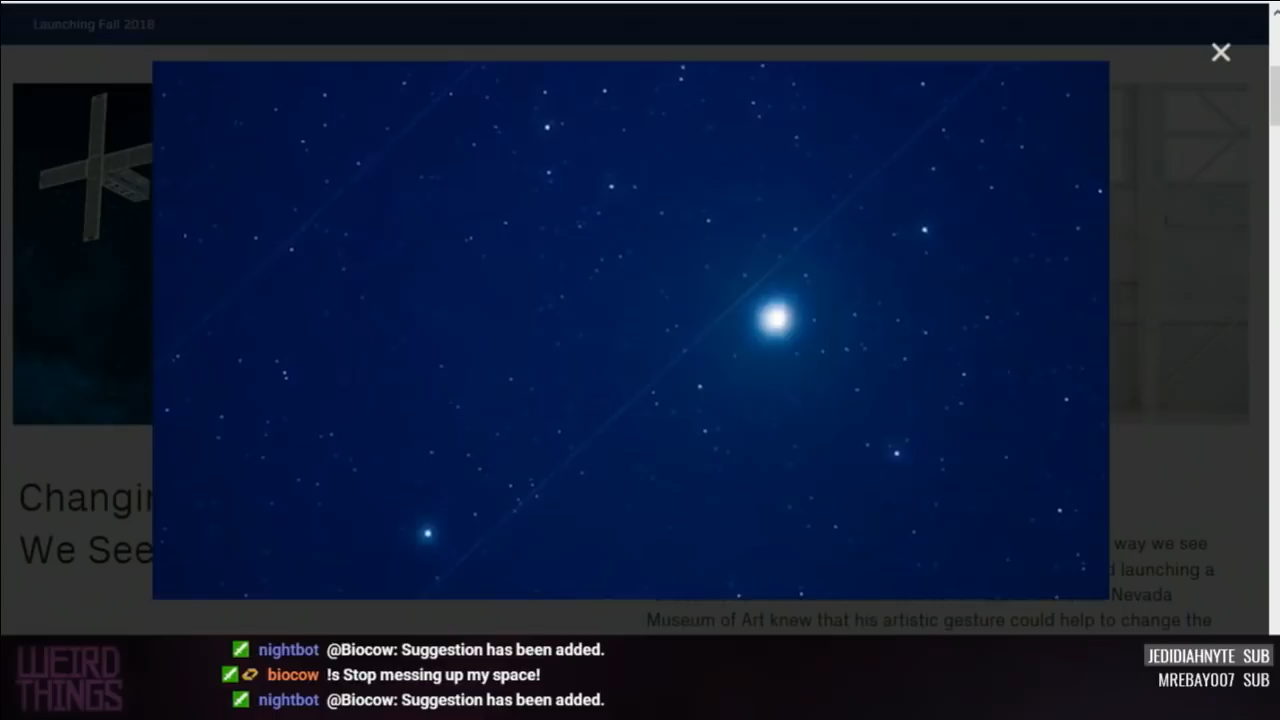 Launching Fall 2018
Changin
We See
way we see
d launching a
Nevada
Museum of Art knew that his artistic gesture could help to change the
WEIRD
THINGS
nightbot @Biocow: Suggestion has been added.
biocow !s Stop messing up my space!
nightbot @Biocow: Suggestion has been added.
JEDIDIAHNYTE SUB
MREBAY007 SUB